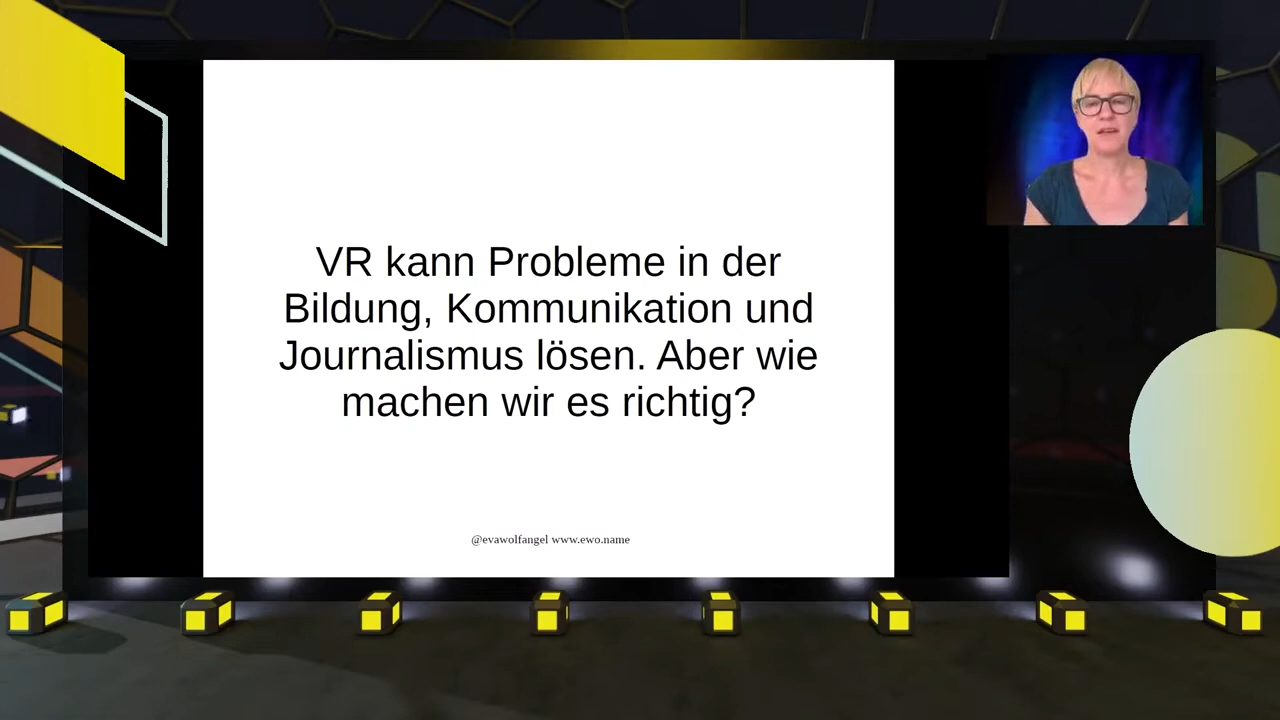 VR kann Probleme in der
Bildung, Kommunikation und
Journalismus lösen. Aber wie
machen wir es richtig?
@evawolfangel www.ewo.name